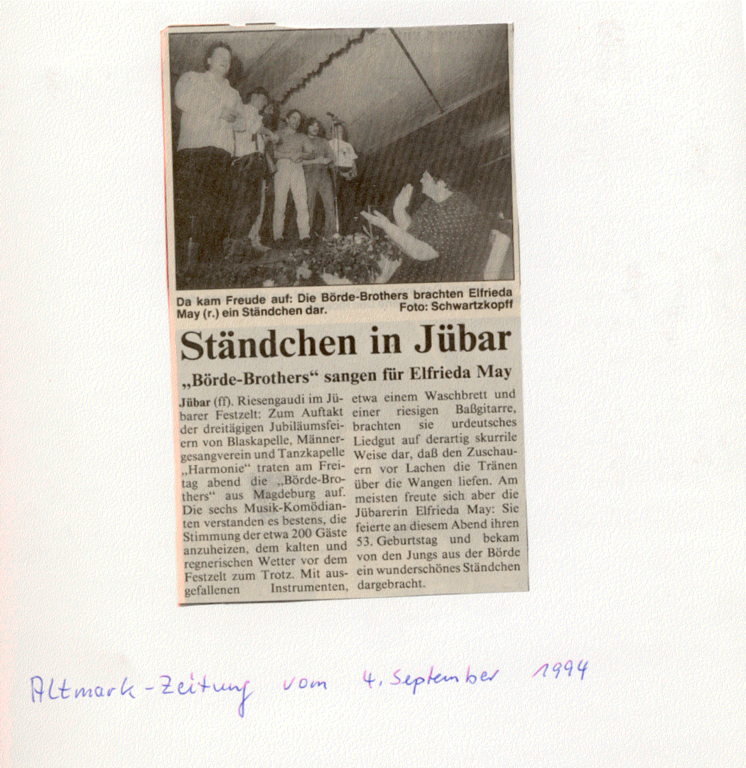 Da kam Freude auf: Die Börde-Brothers brachten Elfrieda
May (r.) ein Ständchen dar. Foto: Schwartzkopff
Ständchen in Jübar
„Börde-Brothers“ sangen für Elfrieda May
Jübar (ff). Riesengaudi im Jü-
barer Festzelt: Zum Auftakt
der dreitägigen Jubiläumsfei-
ern von Blaskapelle, Männer-
gesangverein und Tanzkapelle
„Harmonie“ traten am Frei-
tag abend die „Börde-Bro-
thers“ aus Magdeburg auf.
Die sechs Musik-Komödian-
ten verstanden es bestens, die
Stimmung der etwa 200 Gäste
anzuheizen, dem kalten und
regnerischen Wetter vor dem
Festzelt zum Trotz. Mit aus-
gefallenen Instrumenten,
etwa einem Waschbrett und
einer riesigen Baßgitarre,
brachten sie urdeutsches
Liedgut auf derartig skurrile
Weise dar, daß den Zuschau-
ern vor Lachen die Tränen
über die Wangen liefen. Am
meisten freute sich aber die
Jübarerin Elfrieda May: Sie
feierte an diesem Abend ihren
53. Geburtstag und bekam
von den Jungs aus der Börde
ein wunderschönes Ständchen
dargebracht.
Altmark-Zeitung vom 4. September 1994